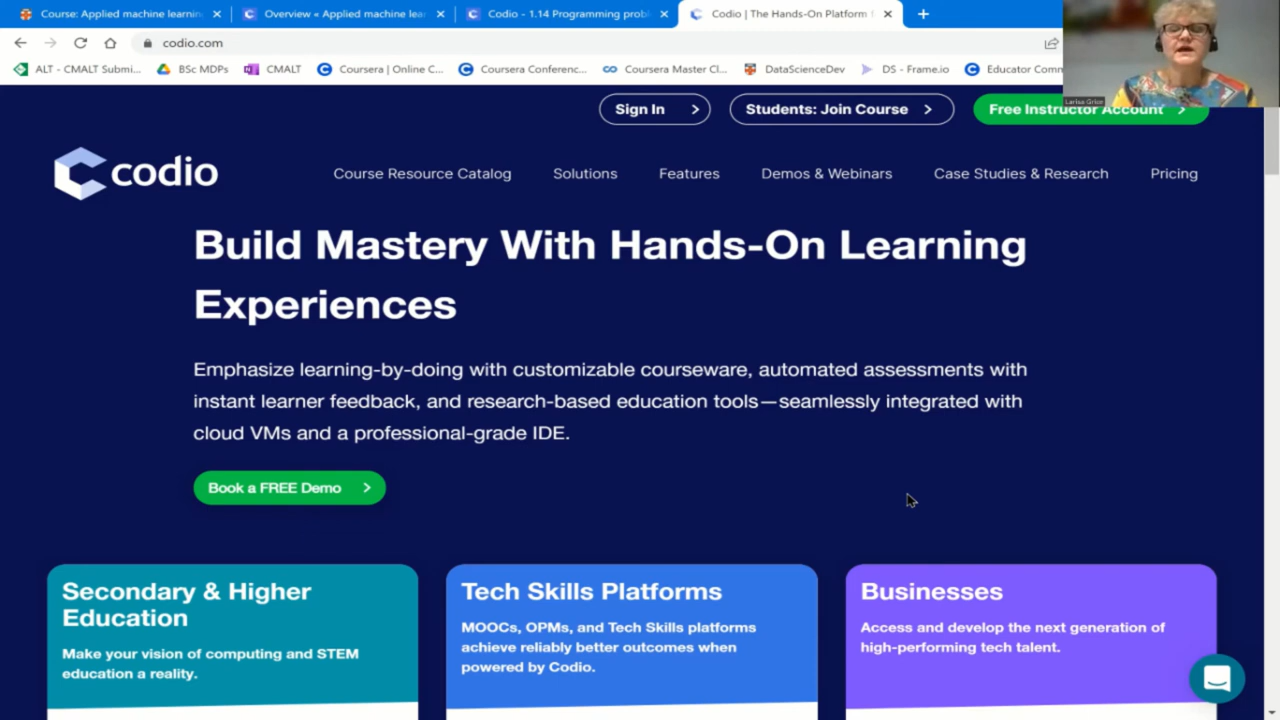 Course: Applied machine learning
Overview « Applied machine lear
Codio - 1.14 Programming prob
Codio | The Hands-On Platform f
codio.com
ALT - CMALT Submi...
BSc MDPs
CMALT
Coursera | Online C...
Coursera Conferenc...
Coursera Master Cl...
DataScienceDev
DS - Frame.io
Educator Comm
Larisa Grice
Sign In
Students: Join Course
Free Instructor Account
codio
Course Resource Catalog
Solutions
Features
Demos & Webinars
Case Studies & Research
Pricing
Build Mastery With Hands-On Learning
Experiences
Emphasize learning-by-doing with customizable courseware, automated assessments with
instant learner feedback, and research-based education tools—seamlessly integrated with
cloud VMs and a professional-grade IDE.
Book a FREE Demo
Secondary & Higher
Education
Make your vision of computing and STEM
education a reality.
Tech Skills Platforms
MOOCs, OPMs, and Tech Skills platforms
achieve reliably better outcomes when
powered by Codio.
Businesses
Access and develop the next generation of
high-performing tech talent.